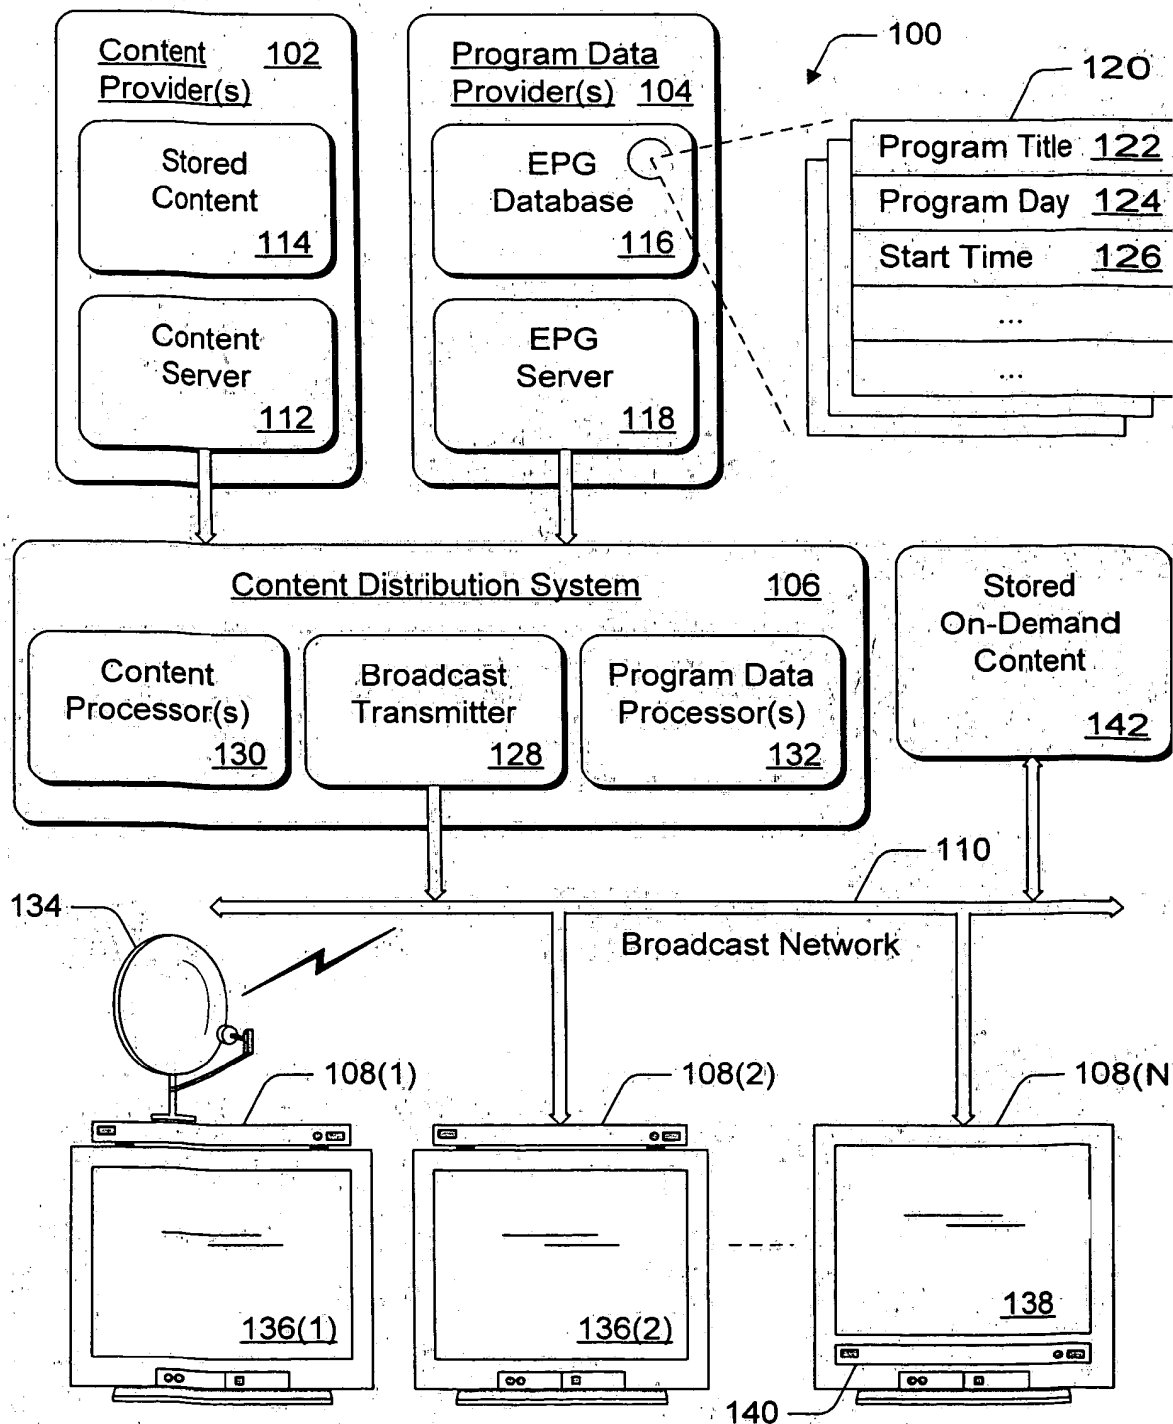 Content 102
Provider(s)
Stored
Content
114
Content
Server
112
Program Data
Provider(s) 104
EPG
Database
116
EPG
Server
118
100
120
Program Title 122
Program Day 124
Start Time 126
...
...
Content Distribution System 106
Content
Processor(s)
130
Broadcast
Transmitter
128
Program Data
Processor(s)
132
Stored
On-Demand
Content
142
110
Broadcast Network
134
108(1)
108(2)
108(N
136(1)
136(2)
138
140